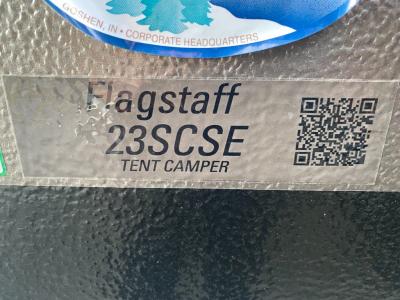 GOSHEN, IN • CORPORATE HEADQUARTERS
Flagstaff
23SCSE
TENT CAMPER